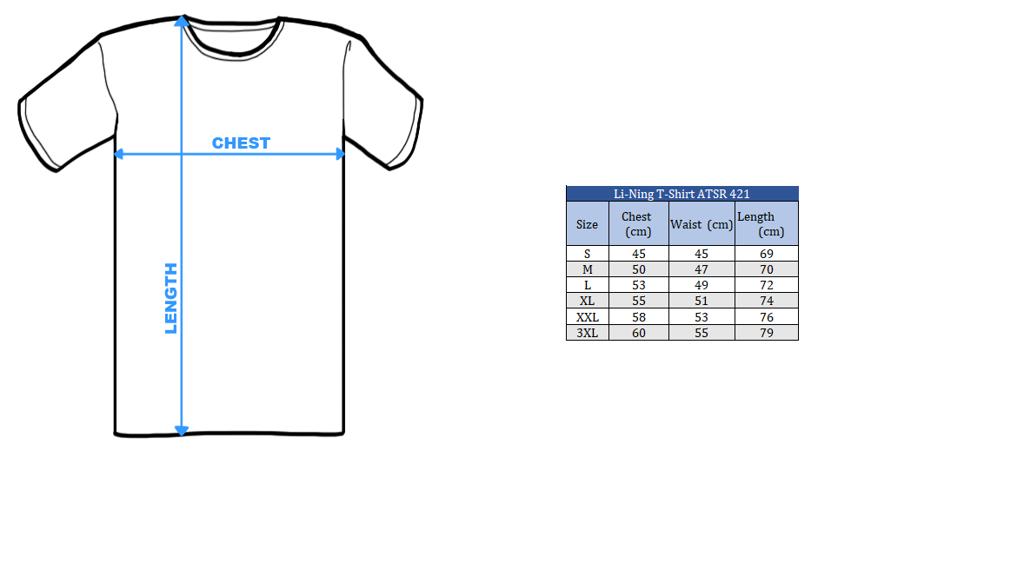 CHEST
LENGTH
Li-Ning T-Shirt ATSR 421
Size Chest (cm) Waist (cm) Length (cm)
S 45 45 69
M 50 47 70
L 53 49 72
XL 55 51 74
XXL 58 53 76
3XL 60 55 79